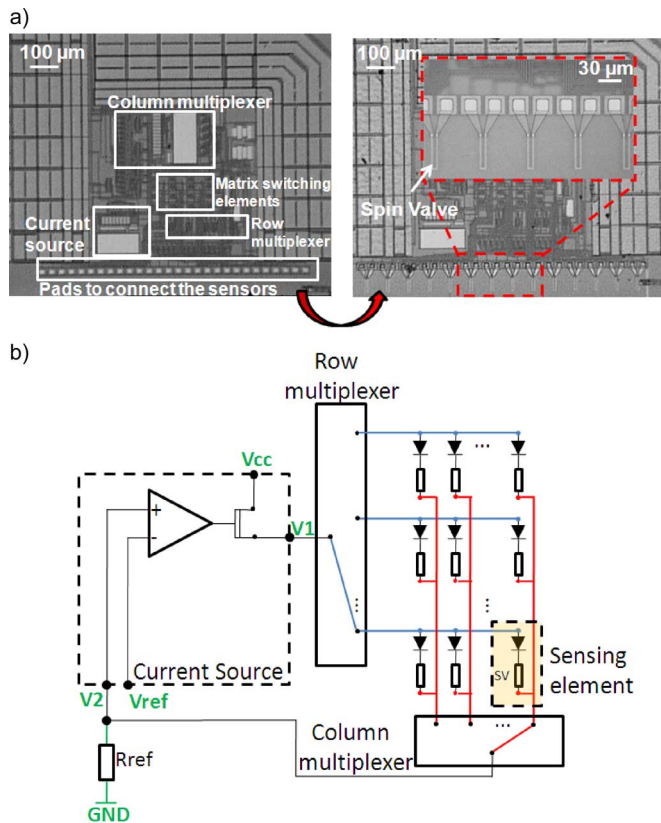 a)
100 µm
Column multiplexer
Matrix switching
elements
Current
source
Row
multiplexer
Pads to connect the sensors
100 µm
30 µm
Spin Valve
b)
Row
multiplexer
Vcc
+
-
V1
...
...
...
...
Current Source
V2
Vref
SV
Sensing
element
Rref
Column
multiplexer
...
GND